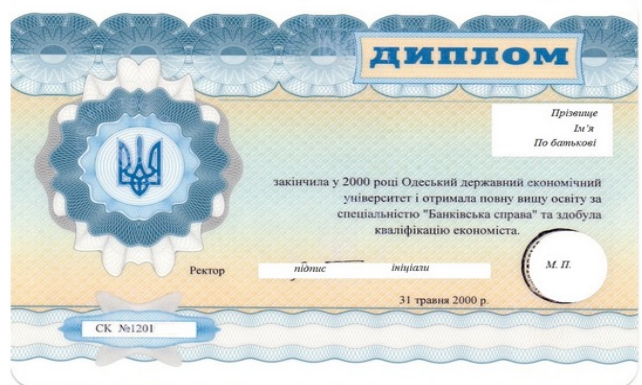 ДИПЛОМ
Прізвище
Ім'я
По батькові
закінчила у 2000 році Одеський державний економічний
університет і отримала повну вищу освіту за
спеціальністю "Банківська справа" та здобула
кваліфікацію економіста.
Ректор підпис ініціали М. П.
31 травня 2000 р.
СК №1201